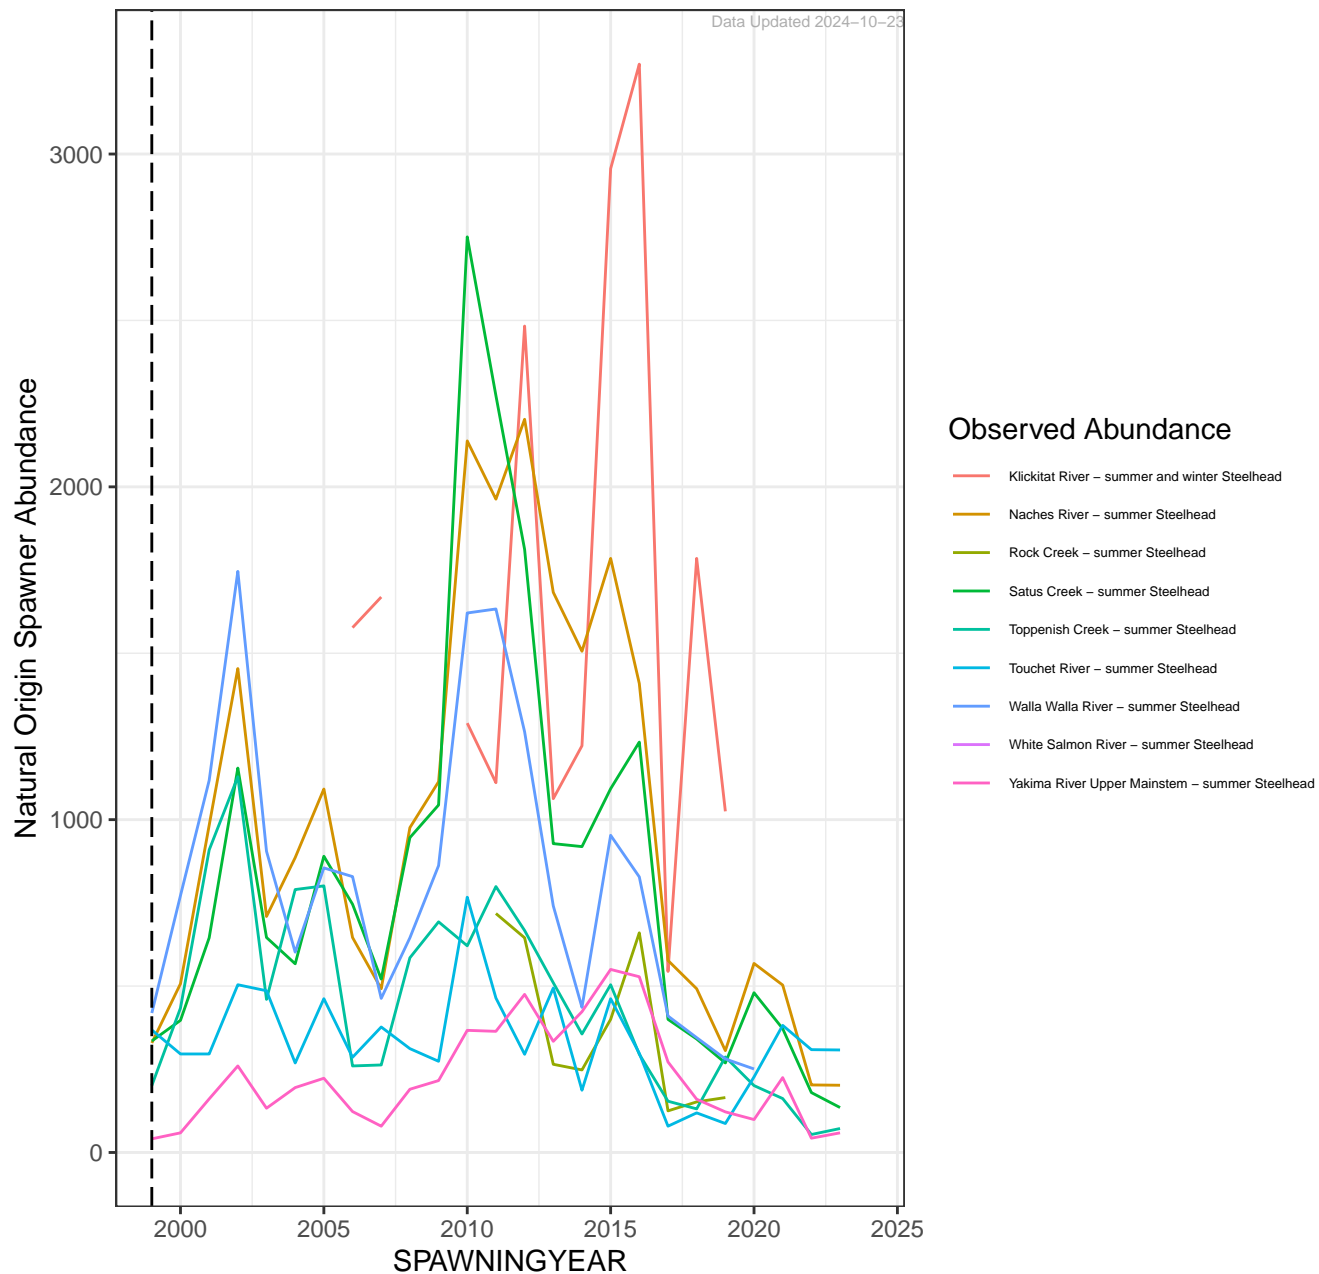 Data Updated 2024−10−23
Natural Origin Spawner Abundance
3000
2000
1000
0
2000 2005 2010 2015 2020 2025
SPAWNINGYEAR
Observed Abundance
Klickitat River − summer and winter Steelhead
Naches River − summer Steelhead
Rock Creek − summer Steelhead
Satus Creek − summer Steelhead
Toppenish Creek − summer Steelhead
Touchet River − summer Steelhead
Walla Walla River − summer Steelhead
White Salmon River − summer Steelhead
Yakima River Upper Mainstem − summer Steelhead